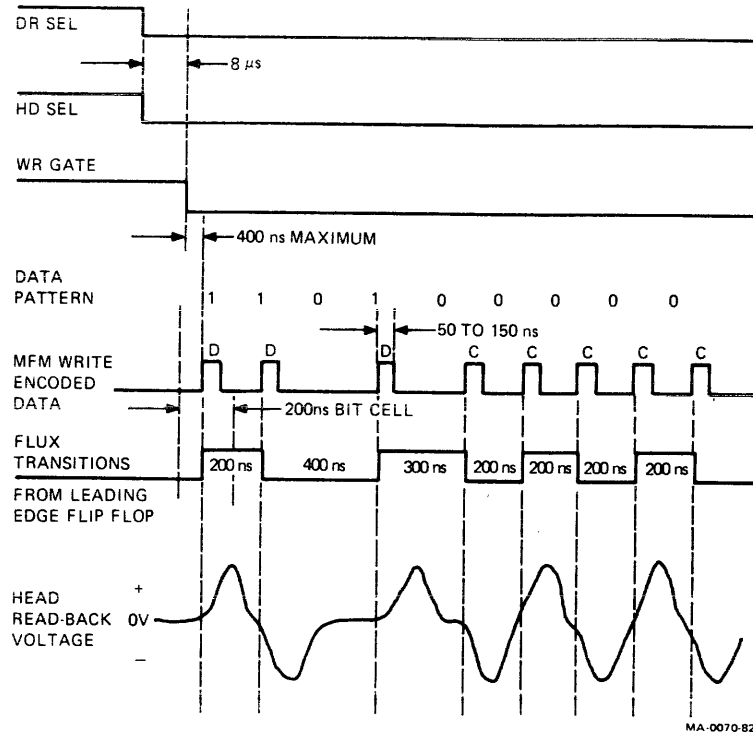 DR SEL
8 μs
HD SEL
WR GATE
400 ns MAXIMUM
DATA
PATTERN
1 1 0 1 0 0 0 0 0
50 TO 150 ns
D D D C C C C C
MFM WRITE
ENCODED
DATA
200ns BIT CELL
FLUX
TRANSITIONS
200 ns 400 ns 300 ns 200 ns 200 ns 200 ns 200 ns
FROM LEADING
EDGE FLIP FLOP
+
HEAD
READ-BACK 0V
VOLTAGE
–
MA-0070-82